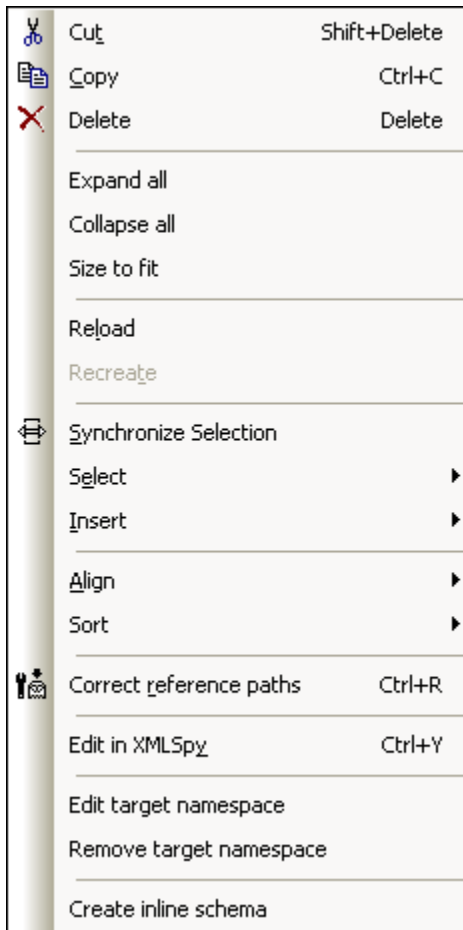 Cut Shift+Delete
Copy Ctrl+C
Delete Delete
Expand all
Collapse all
Size to fit
Reload
Recreate
Synchronize Selection
Select
Insert
Align
Sort
Correct reference paths Ctrl+R
Edit in XMLSpy Ctrl+Y
Edit target namespace
Remove target namespace
Create inline schema